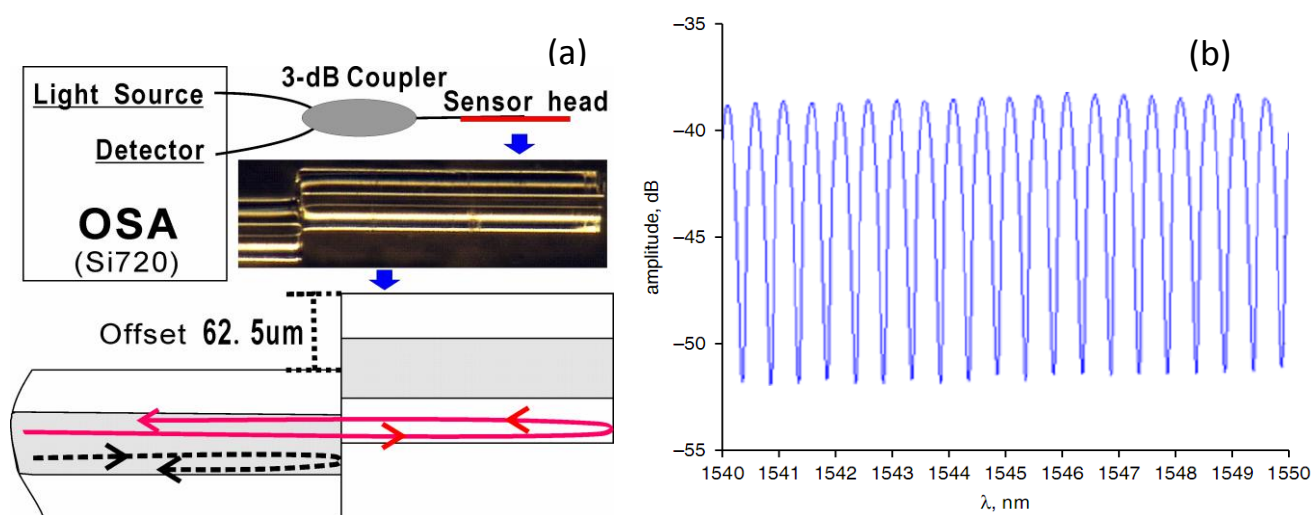 (a)
3-dB Coupler
Light Source
Sensor head
Detector
OSA
(Si720)
Offset 62.5um
(b)
amplitude, dB
−35
−40
−45
−50
−55
1540 1541 1542 1543 1544 1545 1546 1547 1548 1549 1550
λ, nm